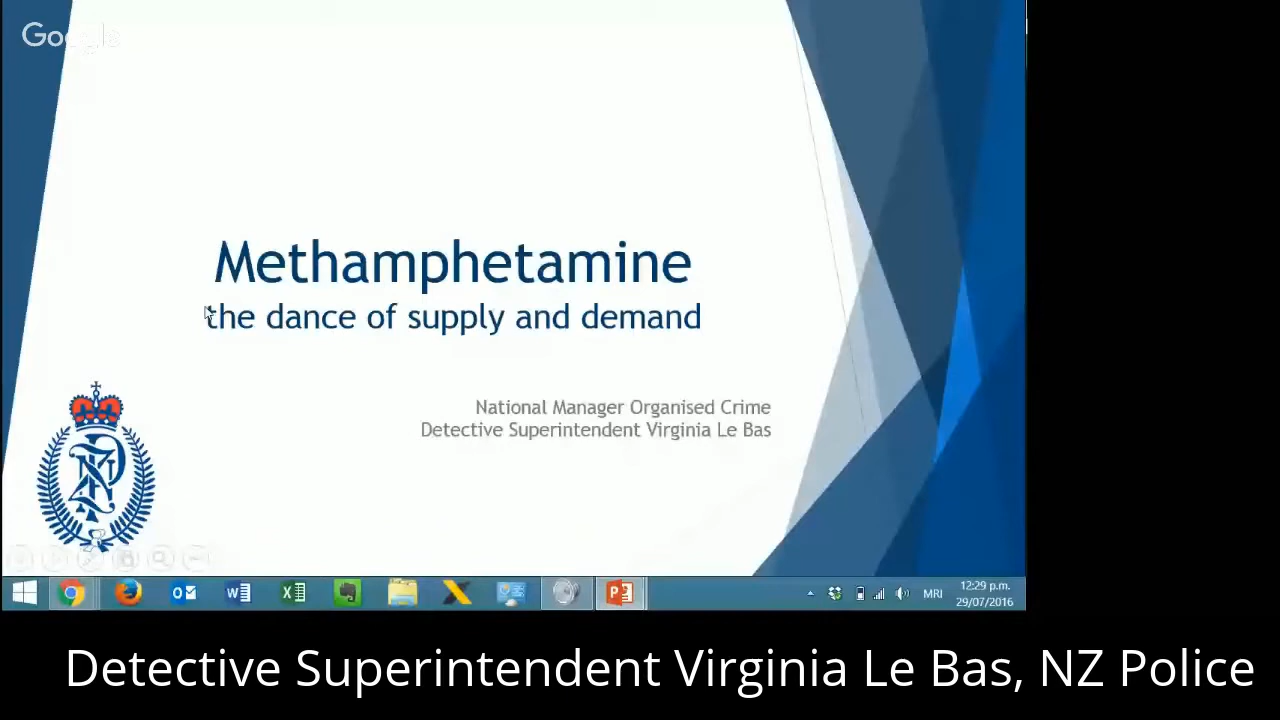 Google
Methamphetamine
the dance of supply and demand
National Manager Organised Crime
Detective Superintendent Virginia Le Bas
MRI
12:29 p.m.
29/07/2016
Detective Superintendent Virginia Le Bas, NZ Police